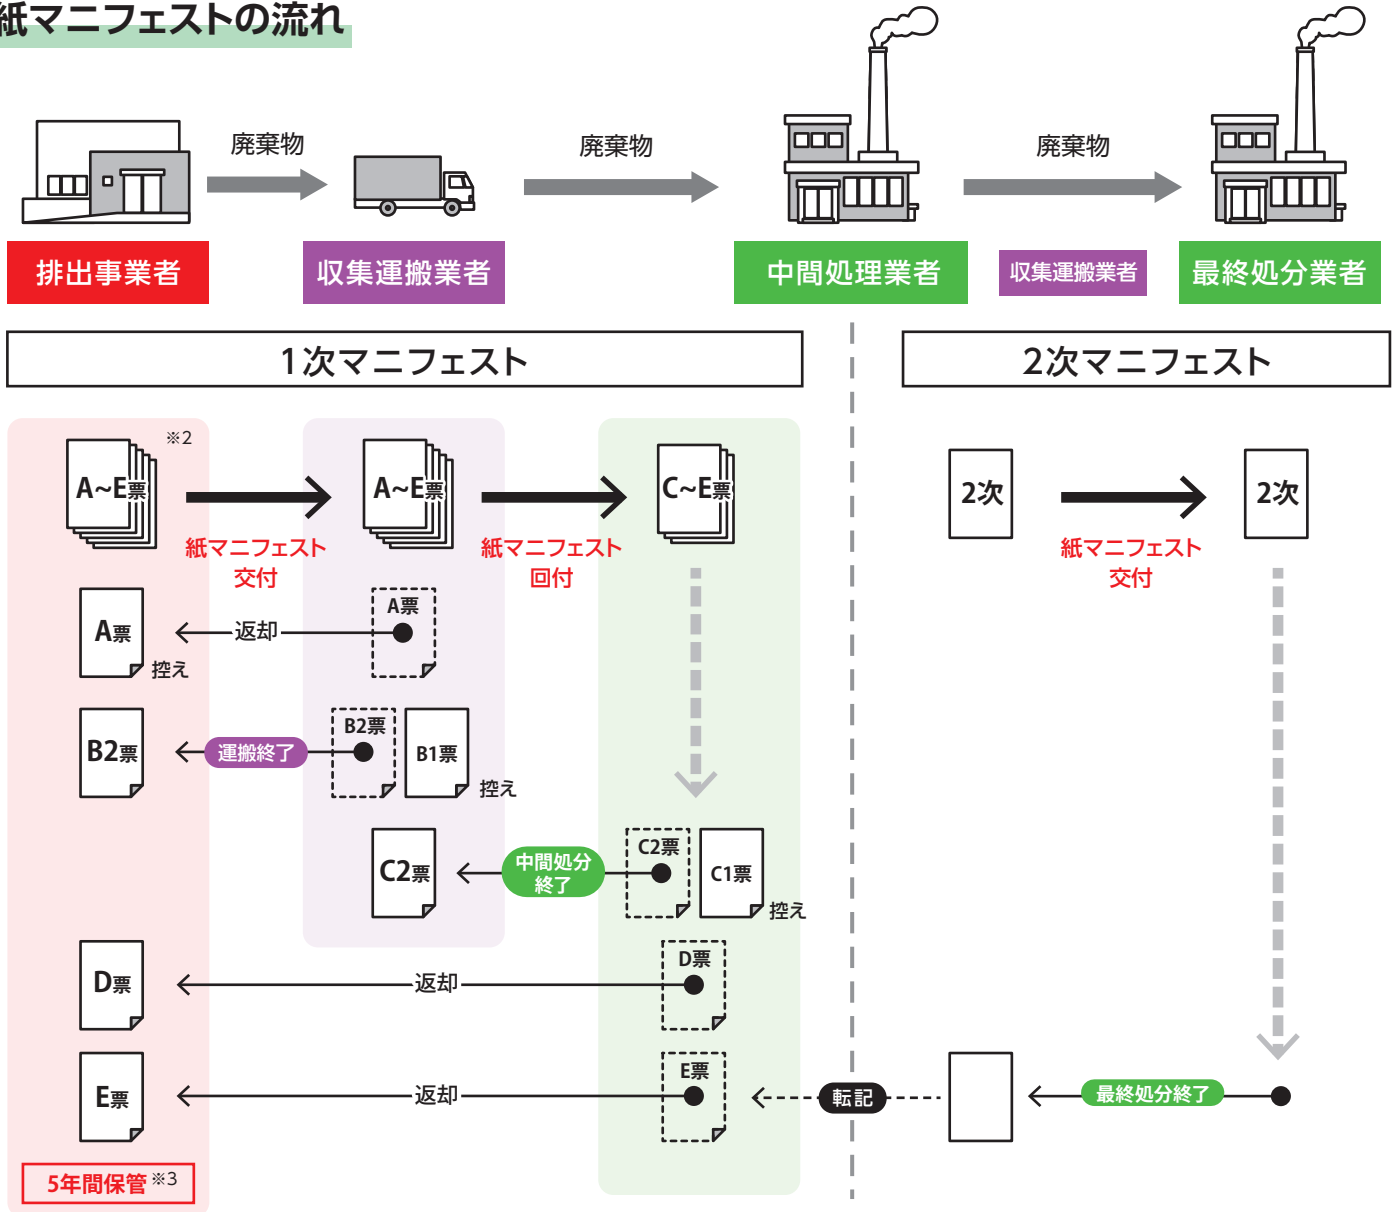 紙マニフェストの流れ
廃棄物
廃棄物
廃棄物
排出事業者
収集運搬業者
中間処理業者
収集運搬業者
最終処分業者
1次マニフェスト
2次マニフェスト
A~E票
※2
紙マニフェスト
交付
A~E票
紙マニフェスト
回付
C~E票
2次
紙マニフェスト
交付
2次
A票
控え
返却
A票
B2票
運搬終了
B2票
B1票
控え
C2票
中間処分
終了
C2票
C1票
控え
D票
返却
D票
E票
返却
E票
転記
最終処分終了
5年間保管※3